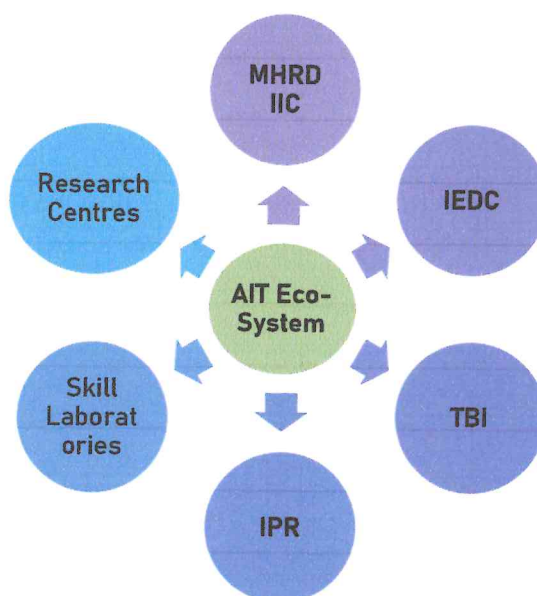 MHRD
IIC
Research
Centres
IEDC
AIT Eco-
System
Skill
Laborat
ories
TBI
IPR